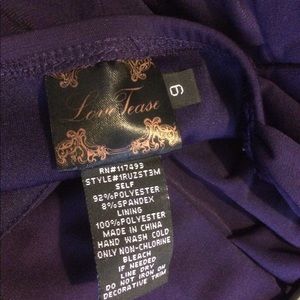 Love Tease
9
RN#117493
STYLE#1RUZST3M
SELF
92%POLYESTER
8%SPANDEX
LINING
100%POLYESTER
MADE IN CHINA
HAND WASH COLD
ONLY NON-CHLORINE
BLEACH
IF NEEDED
LINE DRY
DO NOT IRON ON
DECORATIVE TRIM